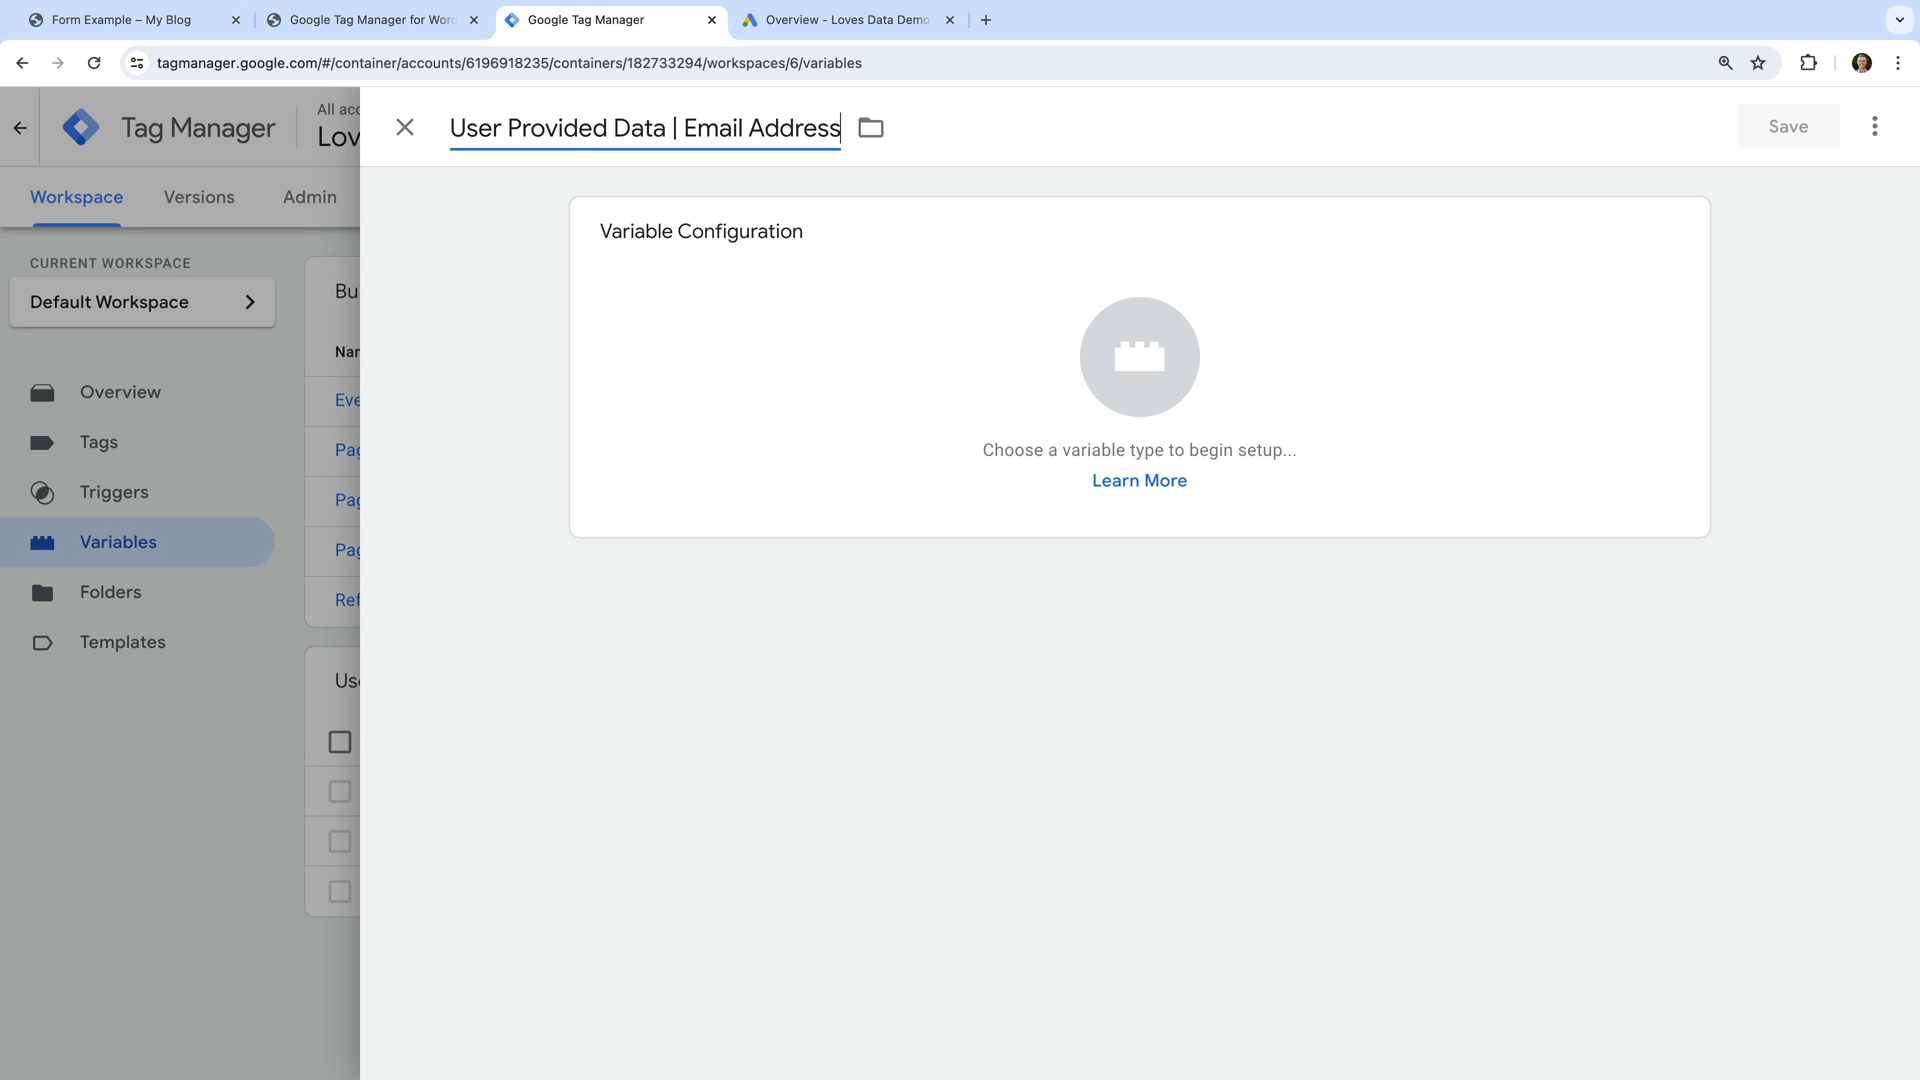 Form Example – My Blog
Google Tag Manager for Word
Google Tag Manager
Overview - Loves Data Demo
tagmanager.google.com/#/container/accounts/6196918235/containers/182733294/workspaces/6/variables
Tag Manager
All acc
Lov
User Provided Data | Email Address
Save
Workspace
Versions
Admin
CURRENT WORKSPACE
Default Workspace
Overview
Tags
Triggers
Variables
Folders
Templates
Bu
Nar
Eve
Pag
Pag
Pag
Ref
Use
Variable Configuration
Choose a variable type to begin setup...
Learn More